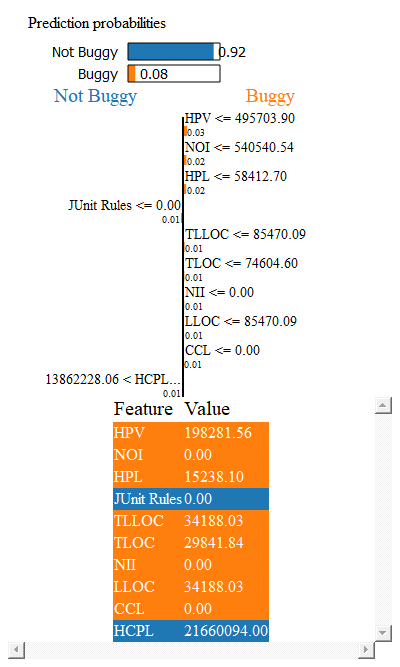 Prediction probabilities
Not Buggy 0.92
Buggy 0.08
Not Buggy Buggy
HPV <= 495703.90
0.03
NOI <= 540540.54
0.02
HPL <= 58412.70
0.02
JUnit Rules <= 0.00
0.01
TLLOC <= 85470.09
0.01
TLOC <= 74604.60
0.01
NII <= 0.00
0.01
LLOC <= 85470.09
0.01
CCL <= 0.00
0.01
13862228.06 < HCPL...
0.01
Feature Value
HPV 198281.56
NOI 0.00
HPL 15238.10
JUnit Rules 0.00
TLLOC 34188.03
TLOC 29841.84
NII 0.00
LLOC 34188.03
CCL 0.00
HCPL 21660094.00